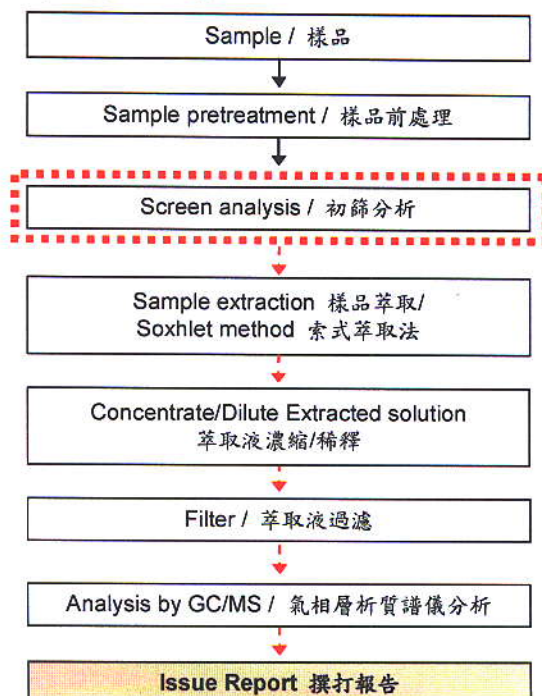 Sample / 樣品
Sample pretreatment / 樣品前處理
Screen analysis / 初篩分析
Sample extraction 樣品萃取/
Soxhlet method 索式萃取法
Concentrate/Dilute Extracted solution
萃取液濃縮/稀釋
Filter / 萃取液過濾
Analysis by GC/MS / 氣相層析質譜儀分析
Issue Report 撰打報告